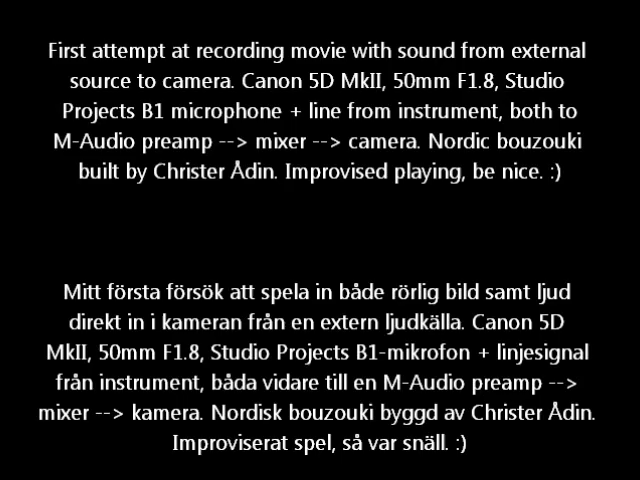 First attempt at recording movie with sound from external
source to camera. Canon 5D MkII, 50mm F1.8, Studio
Projects B1 microphone + line from instrument, both to
M-Audio preamp --> mixer --> camera. Nordic bouzouki
built by Christer Ådin. Improvised playing, be nice. :)
Mitt första försök att spela in både rörlig bild samt ljud
direkt in i kameran från en extern ljudkälla. Canon 5D
MkII, 50mm F1.8, Studio Projects B1-mikrofon + linjesignal
från instrument, båda vidare till en M-Audio preamp -->
mixer --> kamera. Nordisk bouzouki byggd av Christer Ådin.
Improviserat spel, så var snäll. :)